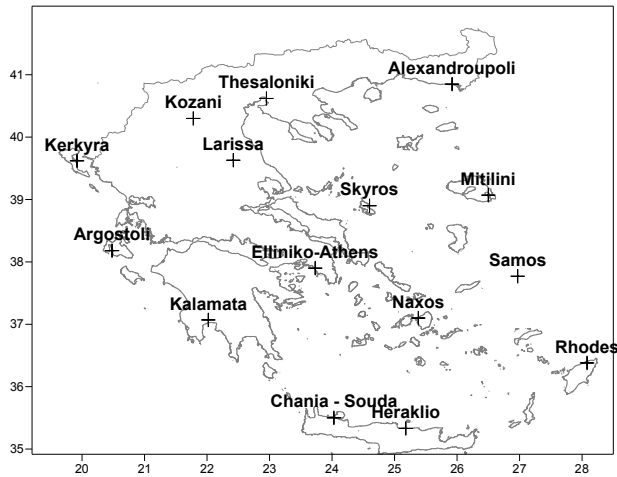 Alexandroupoli
41
Thesaloniki
Kozani
40
Larissa
Kerkyra
Mitilini
Skyros
39
Argostoli
Elliniko-Athens
Samos
38
Naxos
Kalamata
37
Rhodes
36
Chania - Souda
Heraklio
35
20 21 22 23 24 25 26 27 28